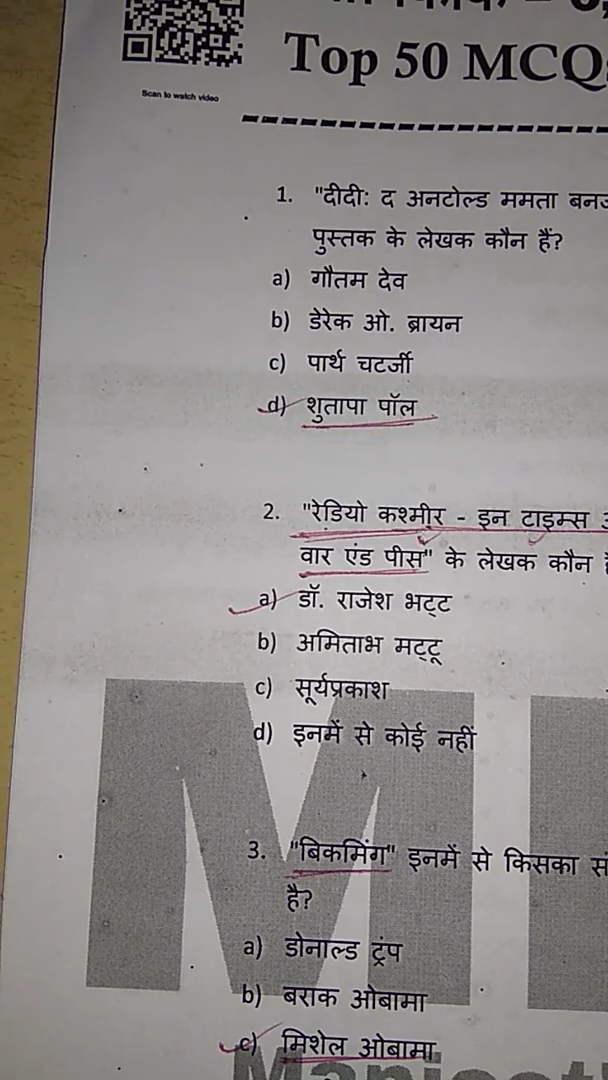 Scan to watch video
Top 50 MCQs
1. "दीदी: द अनटोल्ड ममता
पुस्तक के लेखक कौन हैं?
a) गौतम देव
b) डेरेक ओ. ब्रायन
c) पार्थ चटर्जी
d) शुतापा पॉल
2. "रेडियो कश्मीर - इन टाइम्स
वार एंड पीस" के लेखक कौन
a) डॉ. राजेश भट्ट
b) अमिताभ मट्टू
c) सूर्यप्रकाश
d) इनमें से कोई नहीं
3. "बिकमिंग" इनमें से किसका
है?
a) डोनाल्ड ट्रंप
b) बराक ओबामा
c) मिशेल ओबामा